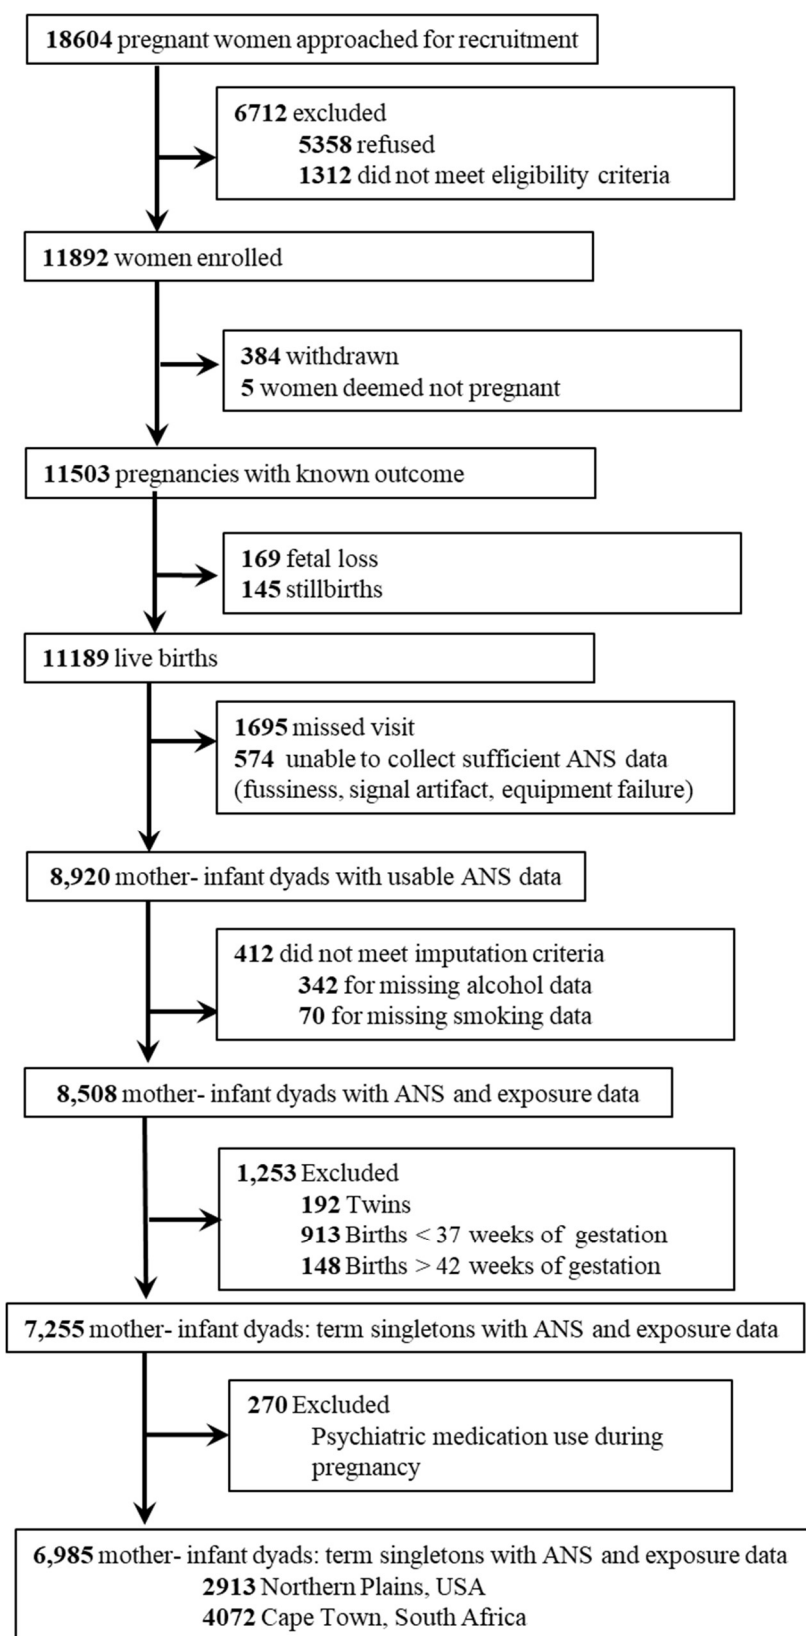 18604 pregnant women approached for recruitment
6712 excluded
5358 refused
1312 did not meet eligibility criteria
11892 women enrolled
384 withdrawn
5 women deemed not pregnant
11503 pregnancies with known outcome
169 fetal loss
145 stillbirths
11189 live births
1695 missed visit
574 unable to collect sufficient ANS data
(fussiness, signal artifact, equipment failure)
8,920 mother- infant dyads with usable ANS data
412 did not meet imputation criteria
342 for missing alcohol data
70 for missing smoking data
8,508 mother- infant dyads with ANS and exposure data
1,253 Excluded
192 Twins
913 Births < 37 weeks of gestation
148 Births > 42 weeks of gestation
7,255 mother- infant dyads: term singletons with ANS and exposure data
270 Excluded
Psychiatric medication use during
pregnancy
6,985 mother- infant dyads: term singletons with ANS and exposure data
2913 Northern Plains, USA
4072 Cape Town, South Africa